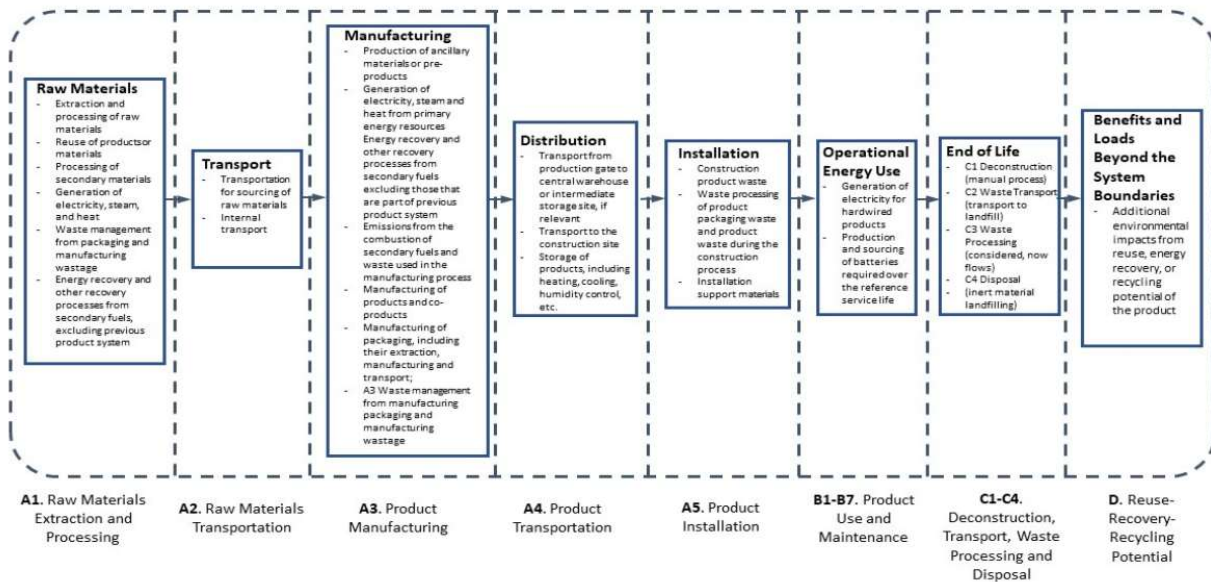 Raw Materials
- Extraction and
processing of raw
materials
- Reuse of productsor
materials
- Processing of
secondary materials
- Generation of
electricity, steam,
and heat
- Waste management
from packaging and
manufacturing
wastage
- Energy recovery and
other recovery
processes from
secondary fuels,
excluding previous
product system
Transport
- Transportation
for sourcing of
raw materials
- Internal
transport
Manufacturing
- Production of ancillary
materials or pre-
products
- Generation of
electricity, steam and
heat from primary
energy resources
Energy recovery and
other recovery
processes from
secondary fuels
excluding those that
are part of previous
product system
- Emissions from the
combustion of
secondary fuels and
waste used in the
manufacturing process
- Manufacturing of
products and co-
products
- Manufacturing of
packaging, including
their extraction,
manufacturing and
transport;
- A3 Waste management
from manufacturing
packaging and
manufacturing
wastage
Distribution
- Transport from
production gate to
central warehouse
or intermediate
storage site, if
relevant
- Transport to the
construction site
- Storage of
products, including
heating, cooling,
humidity control,
etc.
Installation
- Construction
product waste
- Waste processing
of product
packaging waste
and product
waste during the
construction
process
- Installation
support materials
Operational
Energy Use
- Generation of
electricity for
hardwired
products
- Production
and sourcing
of batteries
required over
the reference
service life
End of Life
- C1 Deconstruction
(manual process)
- C2 Waste Transport
(transport to
landfill)
- C3 Waste
Processing
(considered, now
flows)
- C4 Disposal
- (inert material
landfilling)
Benefits and
Loads
Beyond the
System
Boundaries
- Additional
environmental
impacts from
reuse, energy
recovery, or
recycling
potential of
the product
A1. Raw Materials
Extraction and
Processing
A2. Raw Materials
Transportation
A3. Product
Manufacturing
A4. Product
Transportation
A5. Product
Installation
B1-B7. Product
Use and
Maintenance
C1-C4.
Deconstruction,
Transport, Waste
Processing and
Disposal
D. Reuse-
Recovery-
Recycling
Potential